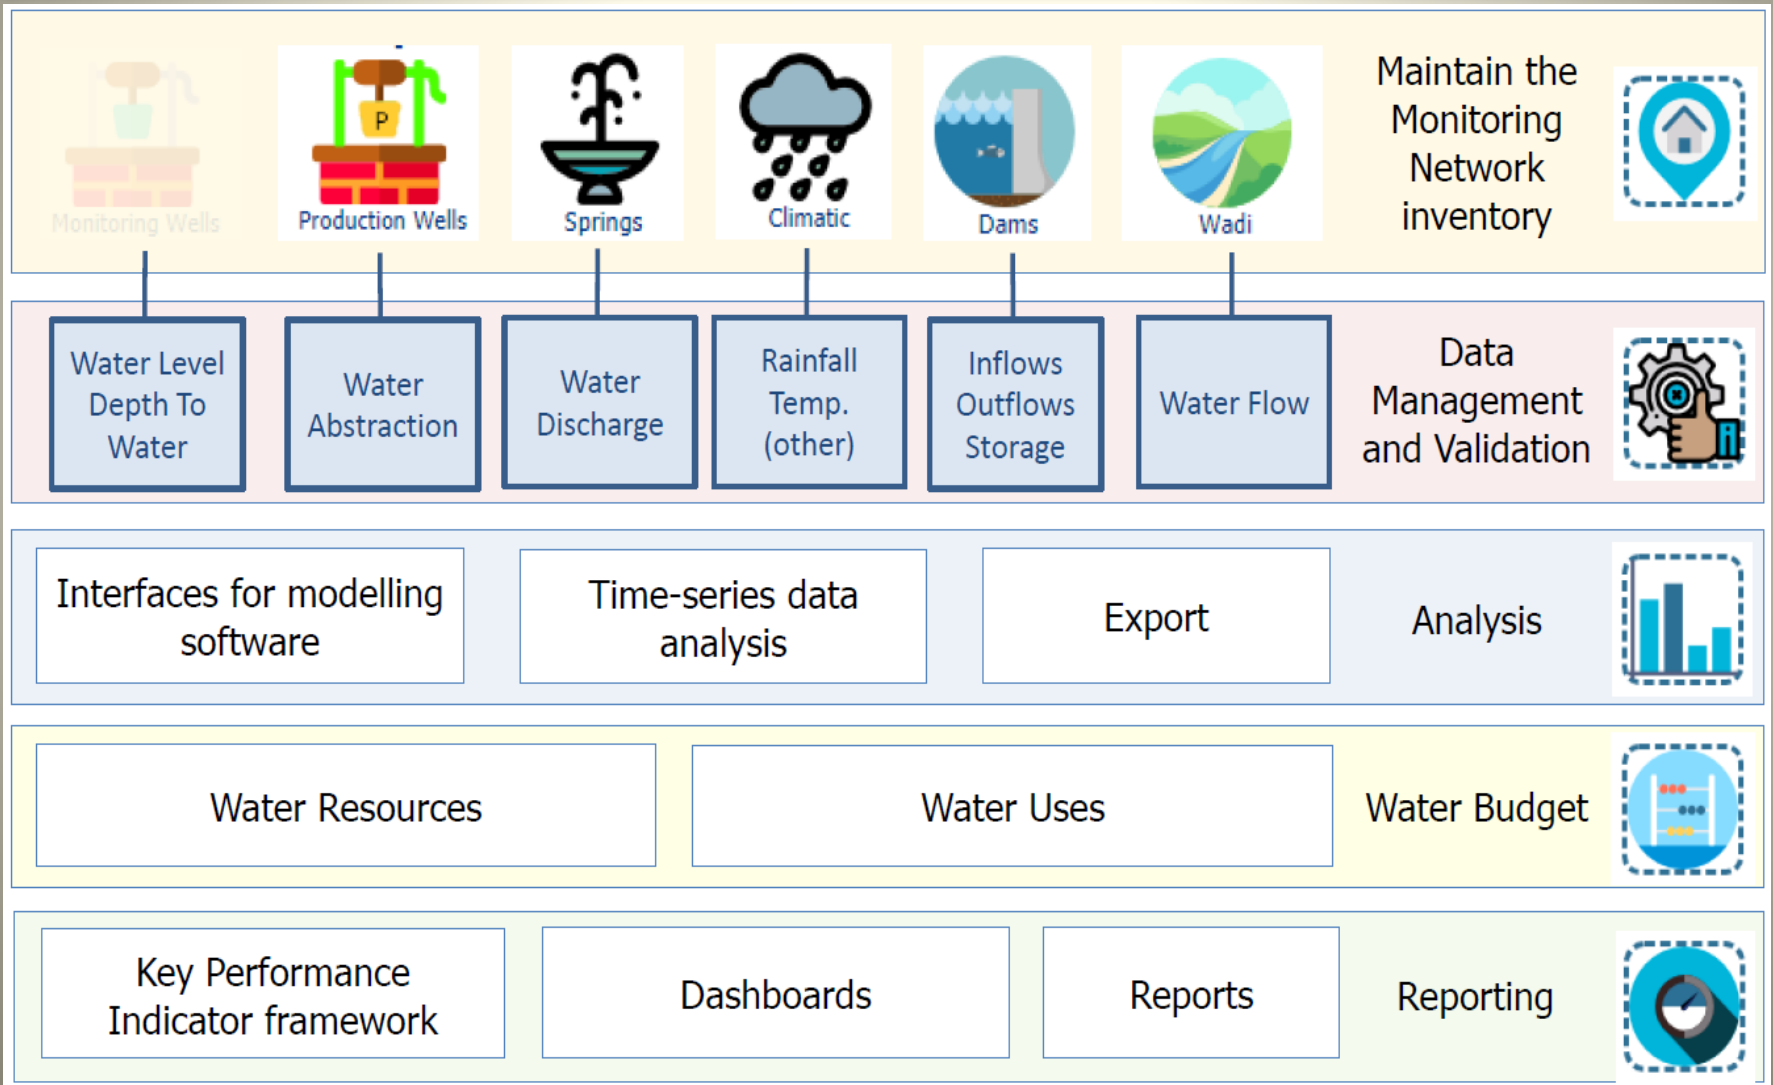 Monitoring Wells
P
Production Wells
Springs
Climatic
Dams
Wadi
Maintain the
Monitoring
Network
inventory
Water Level
Depth To
Water
Water
Abstraction
Water
Discharge
Rainfall
Temp.
(other)
Inflows
Outflows
Storage
Water Flow
Data
Management
and Validation
Interfaces for modelling
software
Time-series data
analysis
Export
Analysis
Water Resources
Water Uses
Water Budget
Key Performance
Indicator framework
Dashboards
Reports
Reporting